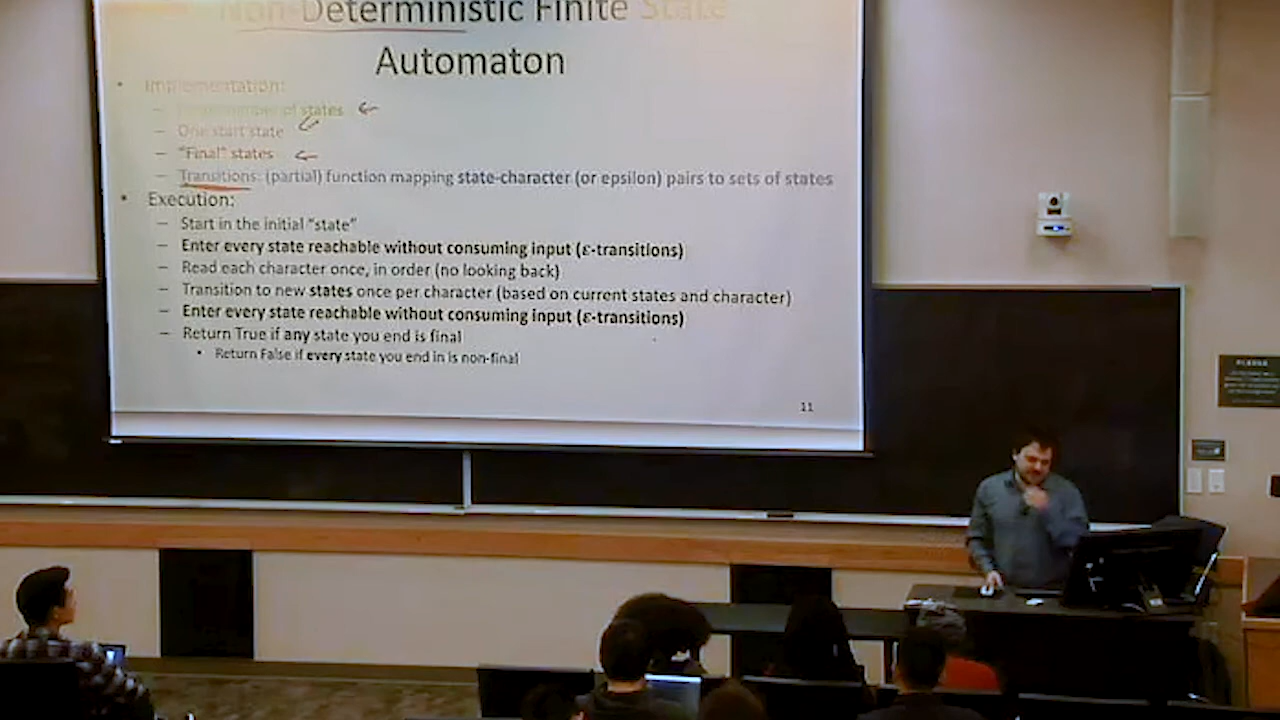 Non-Deterministic Finite State
Automaton
• Implementation:
– number of states
– One start state
– "Final" states
– Transitions: (partial) function mapping state-character (or epsilon) pairs to sets of states
• Execution:
– Start in the initial "state"
– Enter every state reachable without consuming input (ε-transitions)
– Read each character once, in order (no looking back)
– Transition to new states once per character (based on current states and character)
– Enter every state reachable without consuming input (ε-transitions)
– Return True if any state you end is final
• Return False if every state you end in is non-final
11